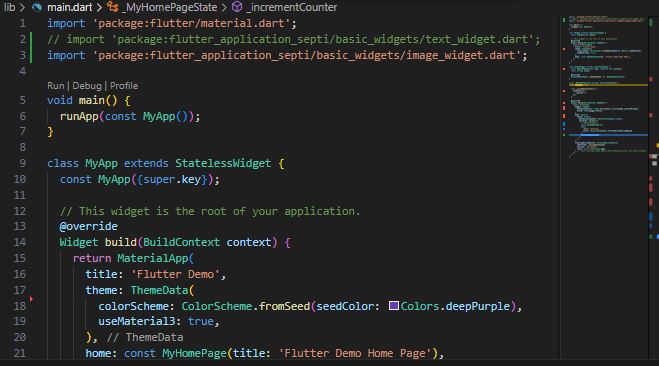 lib > main.dart > _MyHomePageState > _incrementCounter
1 import 'package:flutter/material.dart';
2 // import 'package:flutter_application_septi/basic_widgets/text_widget.dart';
3 import 'package:flutter_application_septi/basic_widgets/image_widget.dart';
4
Run | Debug | Profile
5 void main() {
6   runApp(const MyApp());
7 }
8
9 class MyApp extends StatelessWidget {
10   const MyApp({super.key});
11
12   // This widget is the root of your application.
13   @override
14   Widget build(BuildContext context) {
15     return MaterialApp(
16       title: 'Flutter Demo',
17       theme: ThemeData(
18         colorScheme: ColorScheme.fromSeed(seedColor: Colors.deepPurple),
19         useMaterial3: true,
20       ), // ThemeData
21       home: const MyHomePage(title: 'Flutter Demo Home Page'),